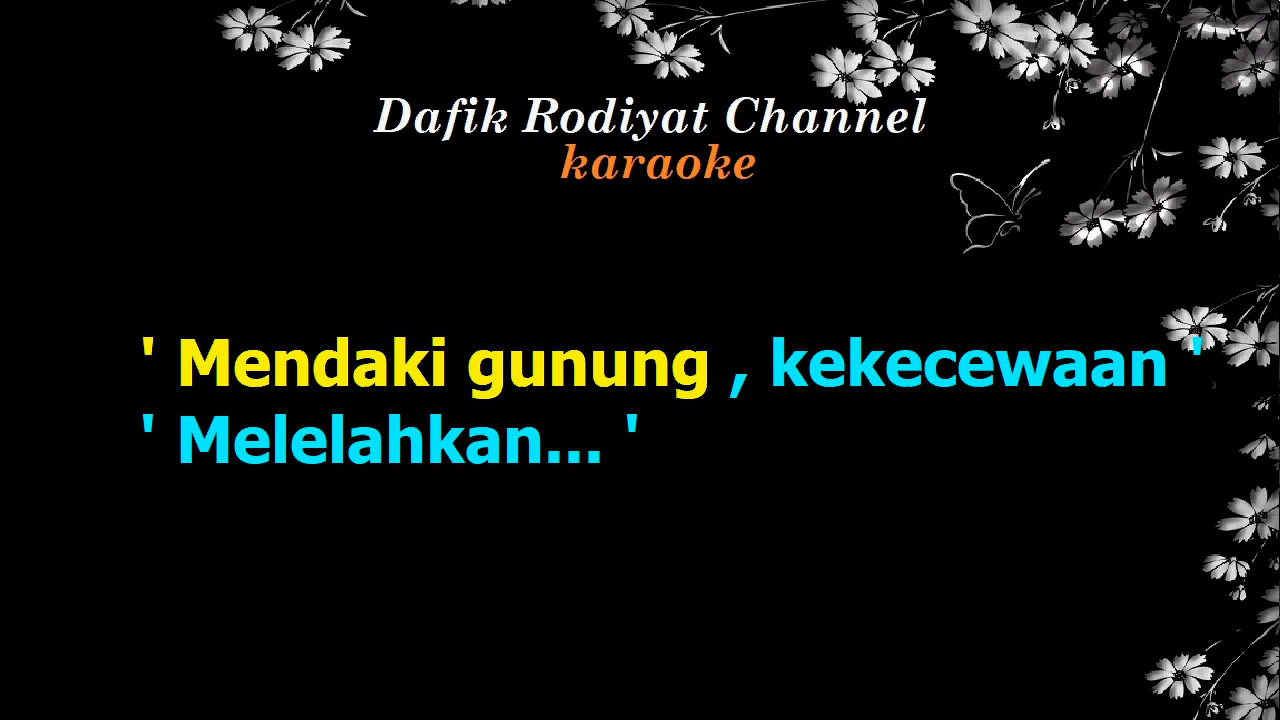 Dafik Rodiyat Channel
karaoke
' Mendaki gunung , kekecewaan '
' Melelahkan... '